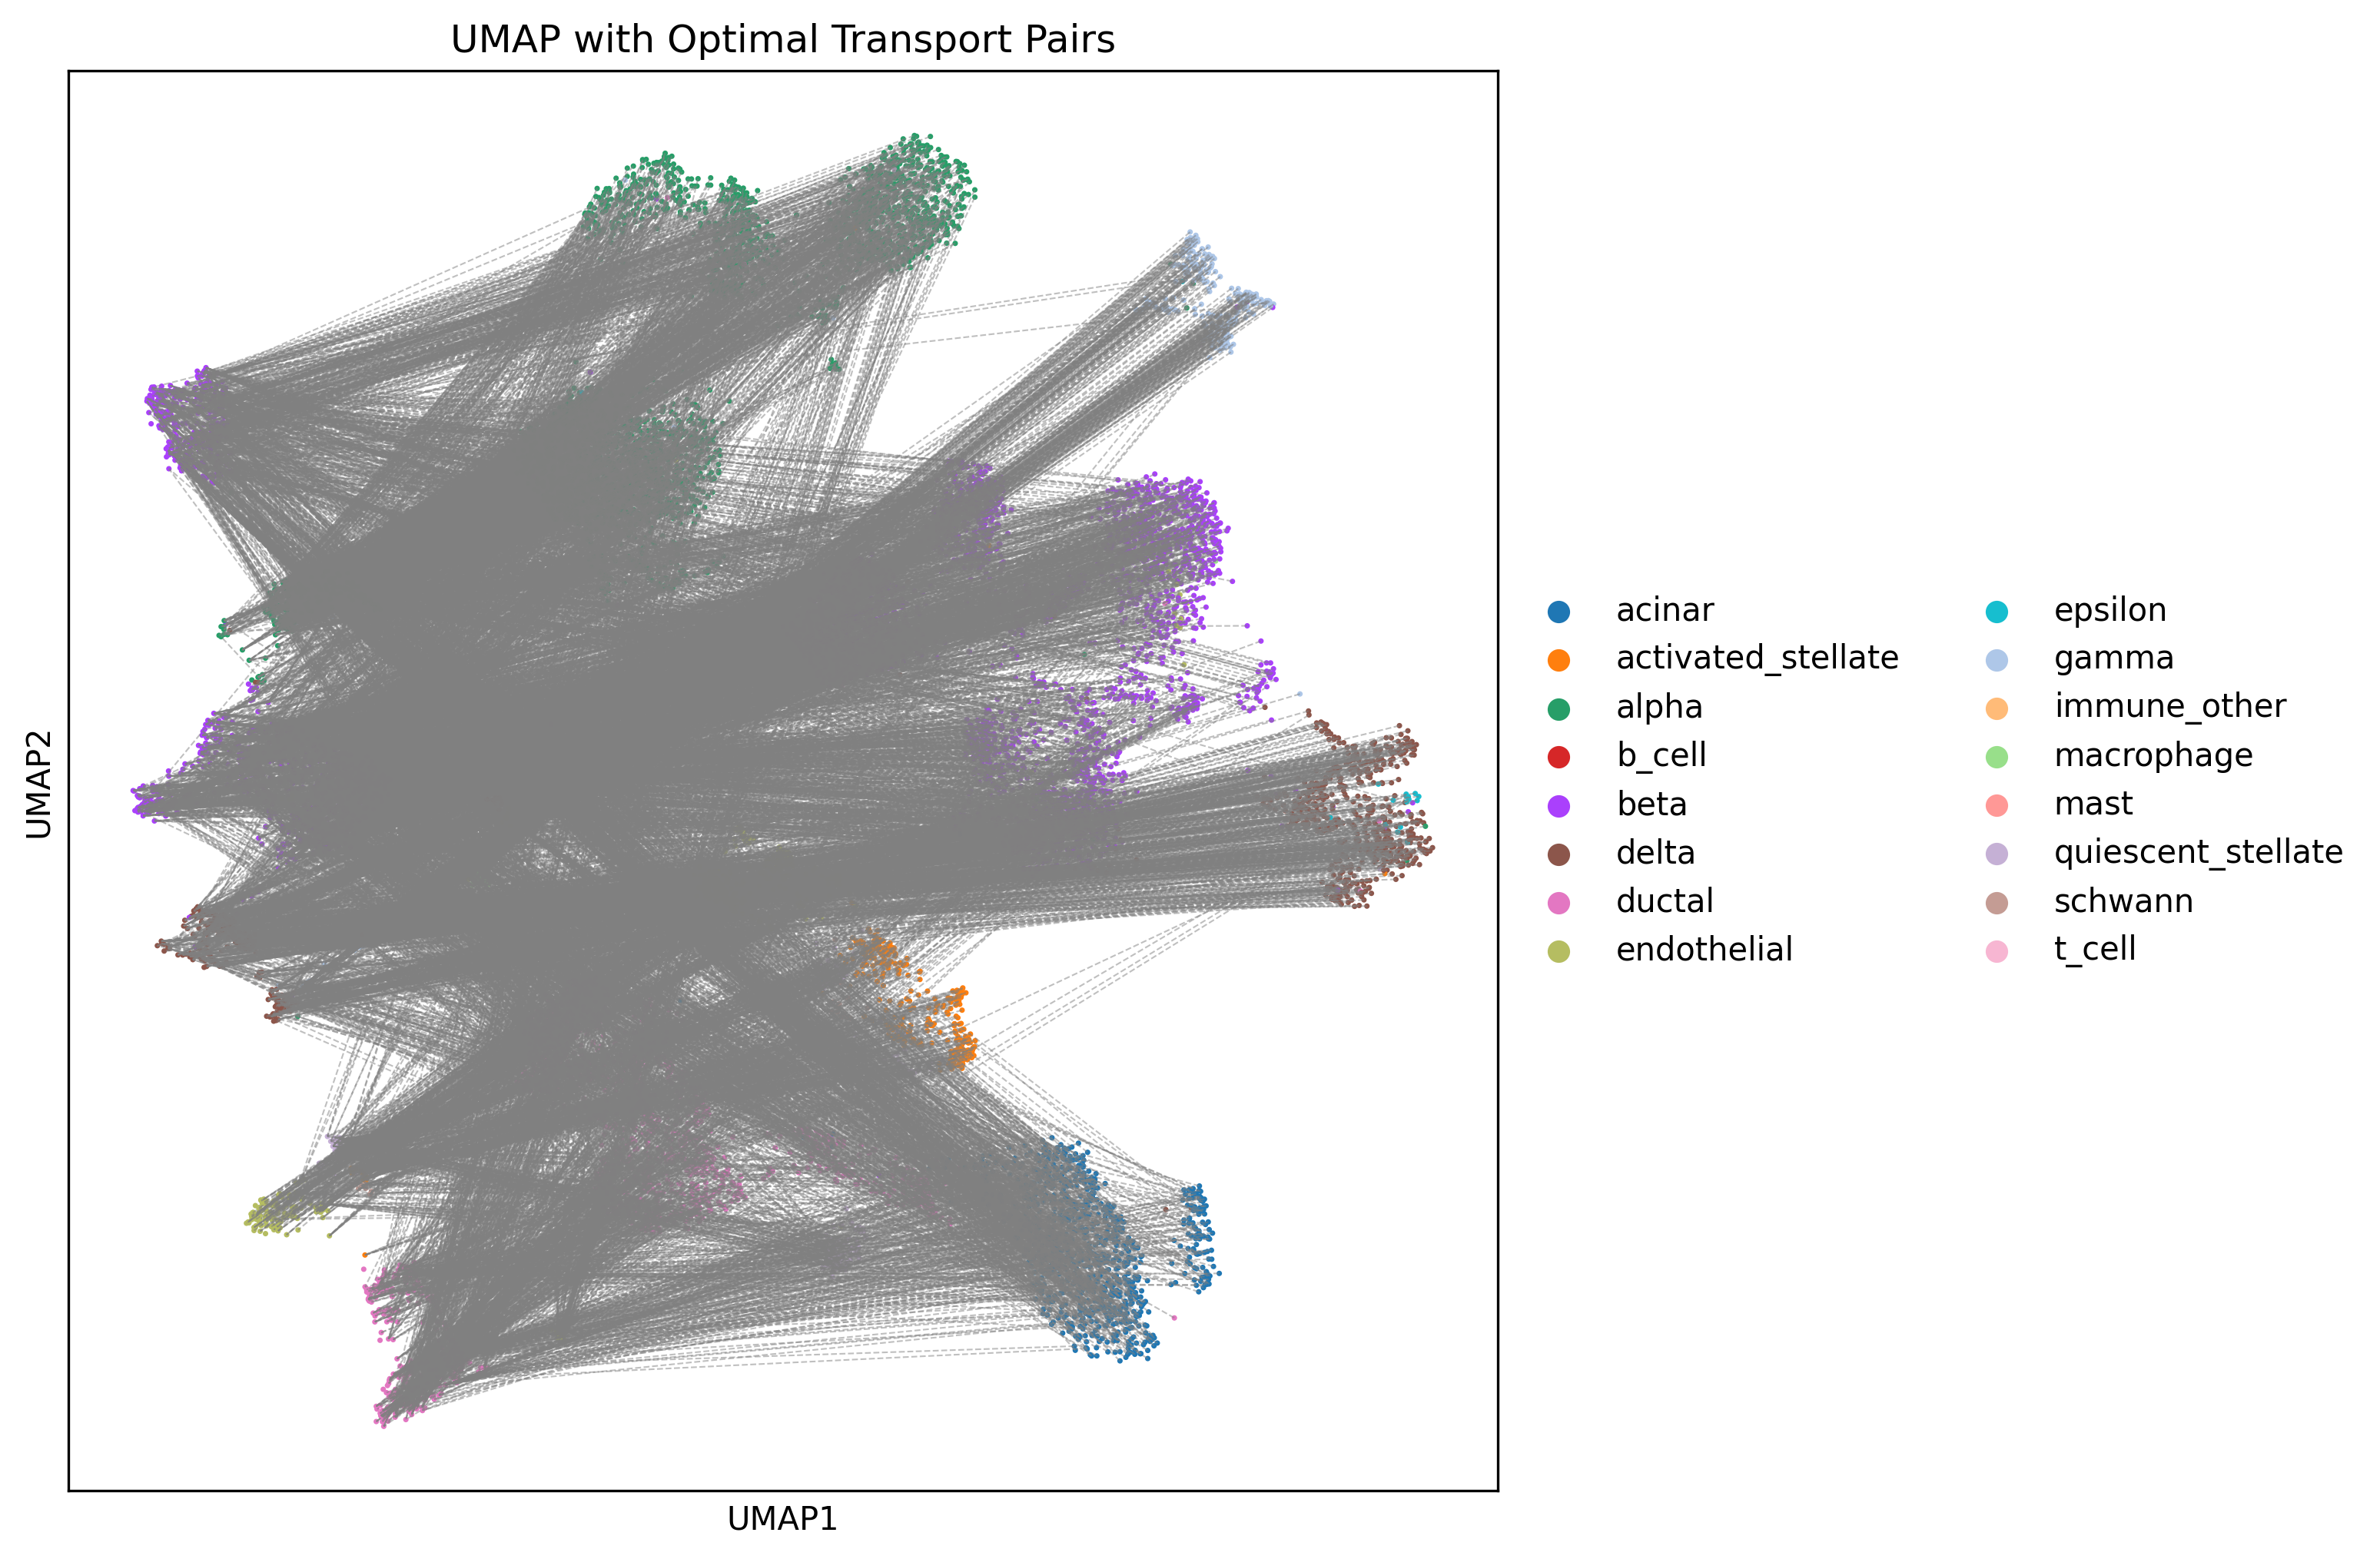 UMAP with Optimal Transport Pairs
UMAP2
UMAP1
acinar
activated_stellate
alpha
b_cell
beta
delta
ductal
endothelial
epsilon
gamma
immune_other
macrophage
mast
quiescent_stellate
schwann
t_cell